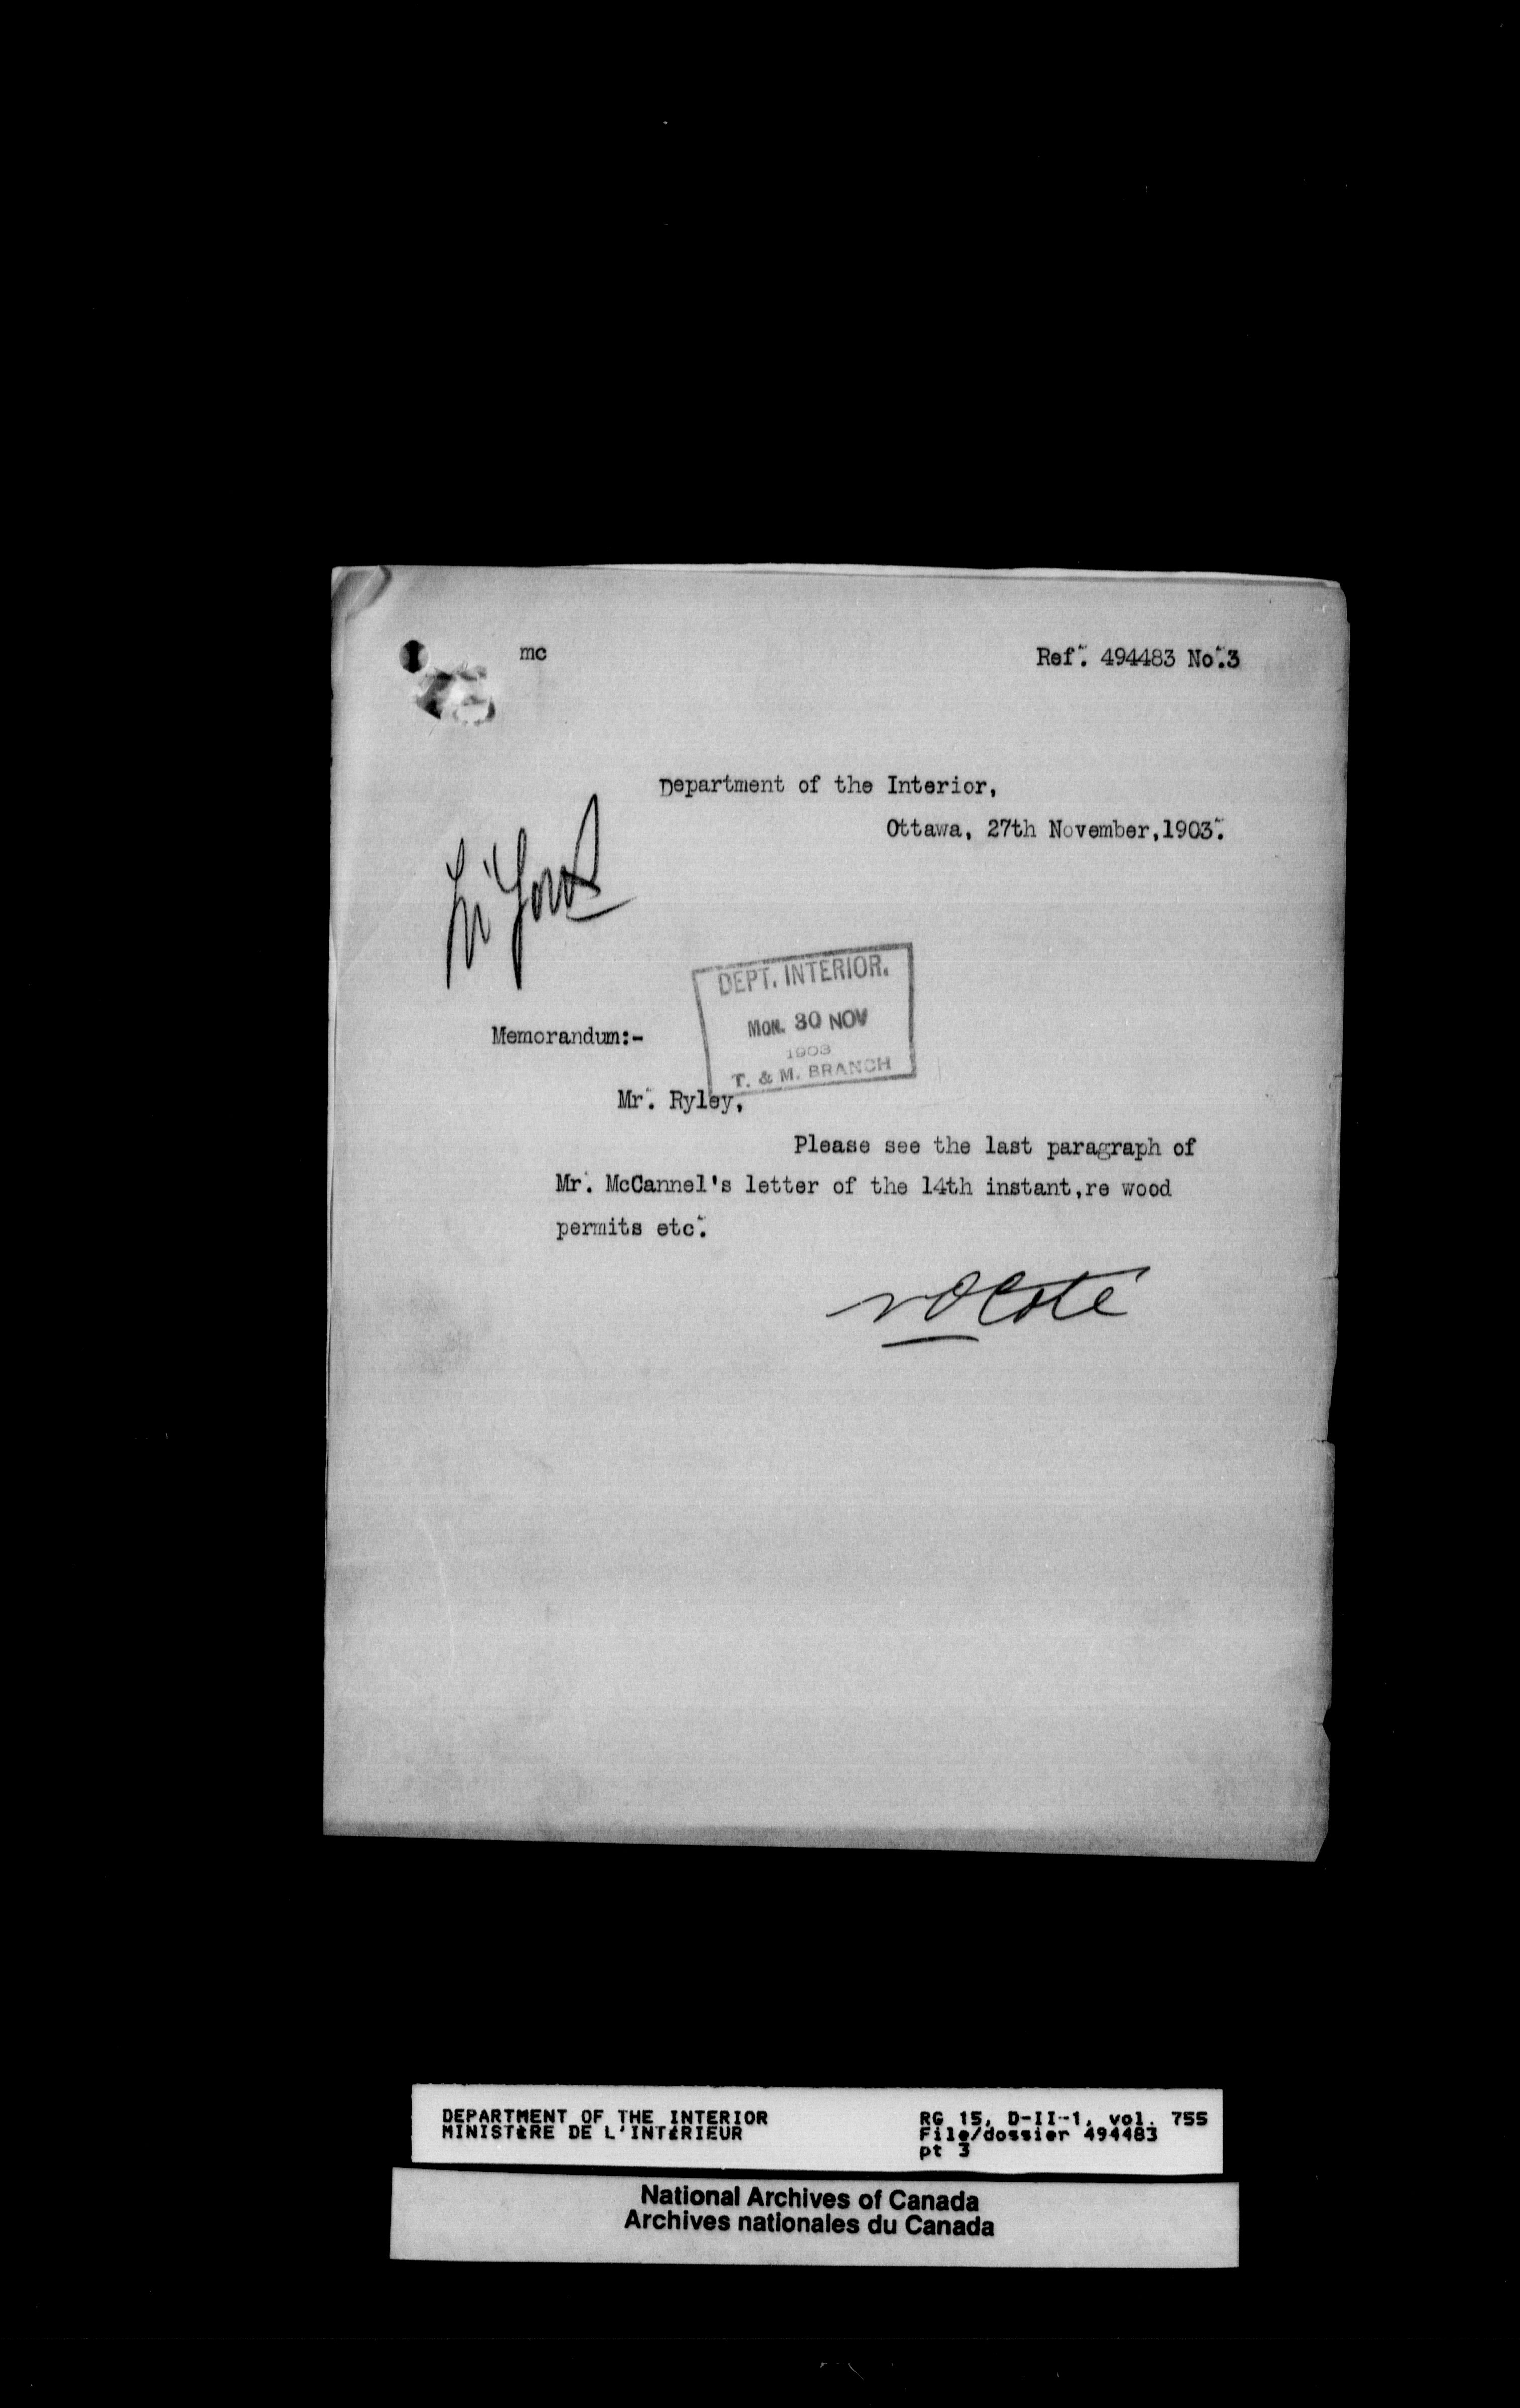 mc
Ref. 494483 No.3
Department of the Interior,
Ottawa, 27th November,1903.
DEPT. INTERIOR.
MON. 30 NOV
1903
T. & M. BRANCH
Memorandum:-
Mr. Ryley,
Please see the last paragraph of
Mr. McCannel's letter of the 14th instant,re wood
permits etc.
NOCoté
DEPARTMENT OF THE INTERIOR
MINISTÈRE DE L'INTÉRIEUR
RG 15, D-II-1, vol. 755
File/dossier 494483
pt 3
National Archives of Canada
Archives nationales du Canada